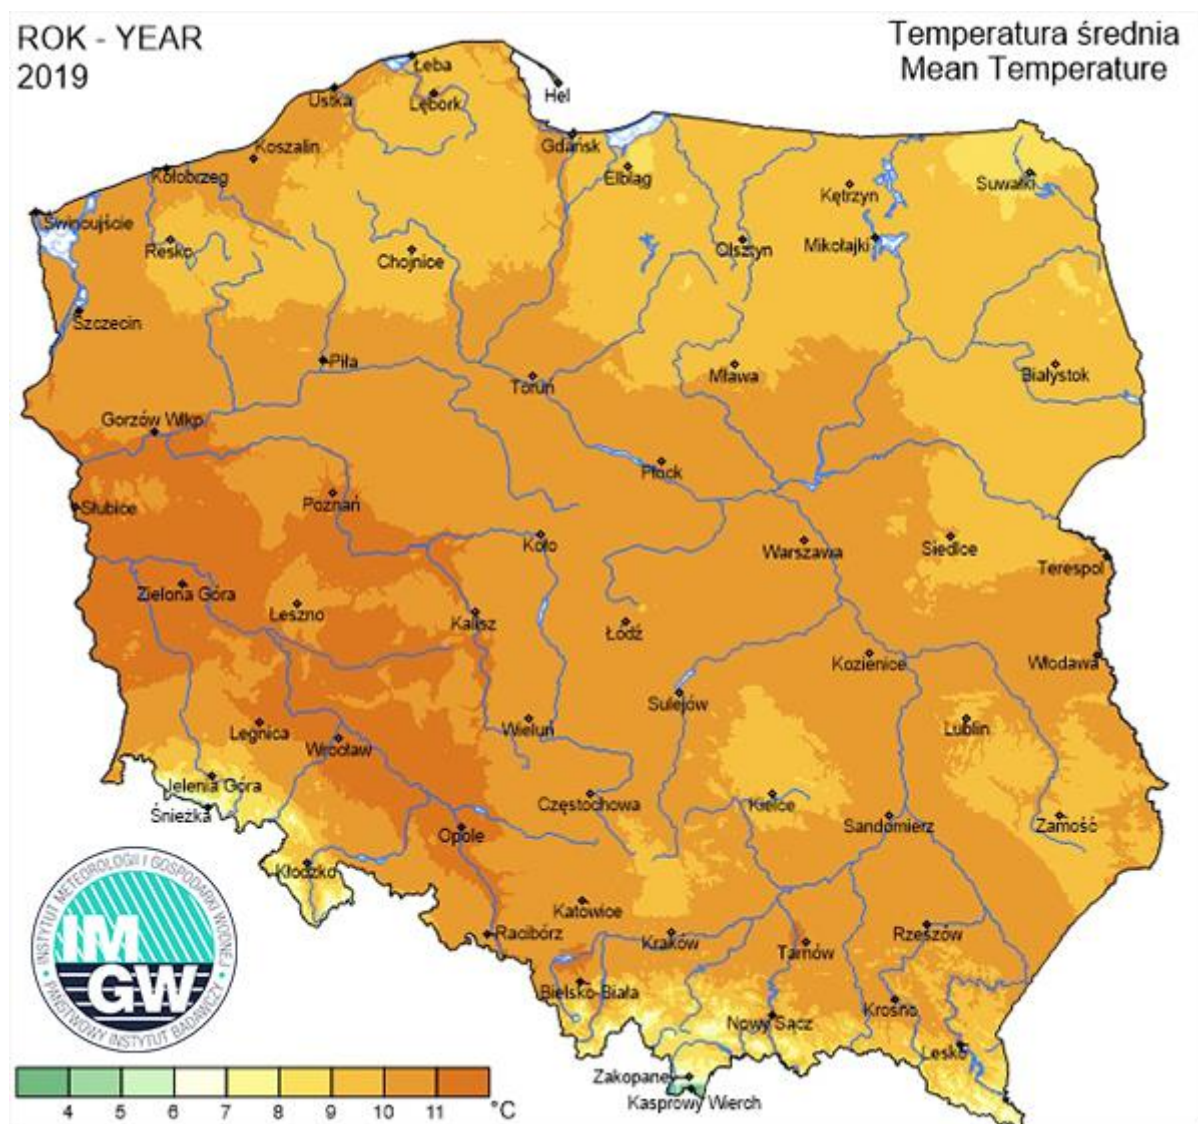 ROK - YEAR
2019
Temperatura średnia
Mean Temperature
Łeba
Hel
Ustka
Lębork
Gdańsk
Koszalin
Kołobrzeg
Elbląg
Kętrzyn
Suwałki
Świnoujście
Resko
Chojnice
Olsztyn
Mikołajki
Szczecin
Piła
Toruń
Mława
Białystok
Gorzów Wlkp
Płock
Słubice
Poznań
Koło
Warszawa
Siedlce
Terespol
Zielona Góra
Leszno
Kalisz
Łódź
Kozienice
Włodawa
Sulejów
Legnica
Wrocław
Wieluń
Lublin
Jelenia Góra
Śnieżka
Częstochowa
Kielce
Sandomierz
Zamość
Opole
Kłodzko
Katowice
Racibórz
Kraków
Tarnów
Rzeszów
Bielsko-Biała
Nowy Sącz
Krosno
Lesko
Zakopane
Kasprowy Wierch
INSTYTUT METEOROLOGII I GOSPODARKI WODNEJ
IM
GW
PAŃSTWOWY INSTYTUT BADAWCZY
4 5 6 7 8 9 10 11 °C